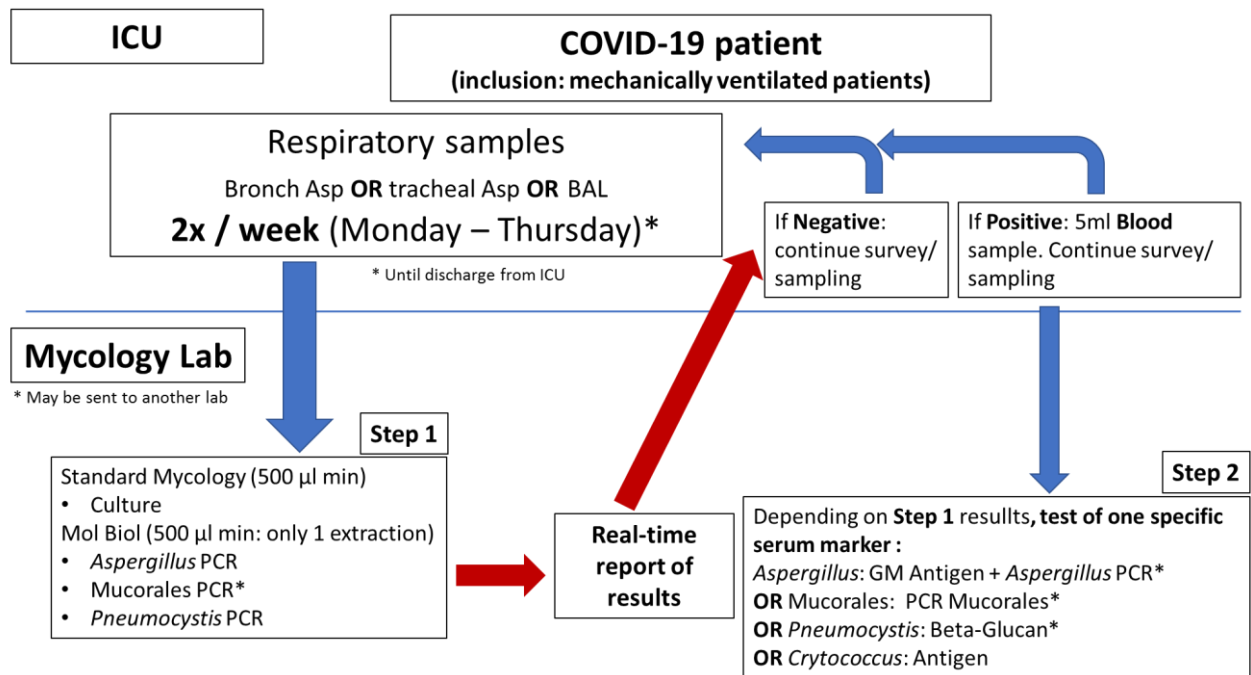 ICU
COVID-19 patient
(inclusion: mechanically ventilated patients)
Respiratory samples
Bronch Asp OR tracheal Asp OR BAL
2x / week (Monday – Thursday)*
* Until discharge from ICU
If Negative:
continue survey/
sampling
If Positive: 5ml Blood
sample. Continue survey/
sampling
Mycology Lab
* May be sent to another lab
Step 1
Standard Mycology (500 µl min)
• Culture
Mol Biol (500 µl min: only 1 extraction)
• Aspergillus PCR
• Mucorales PCR*
• Pneumocystis PCR
Real-time
report of
results
Step 2
Depending on Step 1 resullts, test of one specific
serum marker :
Aspergillus: GM Antigen + Aspergillus PCR*
OR Mucorales: PCR Mucorales*
OR Pneumocystis: Beta-Glucan*
OR Crytococcus: Antigen